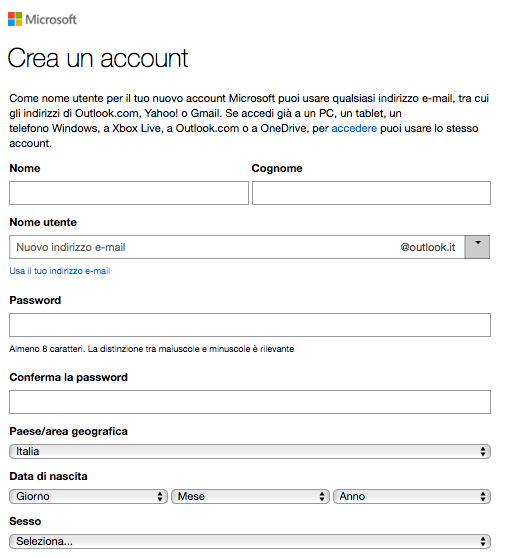 Microsoft
Crea un account
Come nome utente per il tuo nuovo account Microsoft puoi usare qualsiasi indirizzo e-mail, tra cui
gli indirizzi di Outlook.com, Yahoo! o Gmail. Se accedi già a un PC, un tablet, un
telefono Windows, a Xbox Live, a Outlook.com o a OneDrive, per accedere puoi usare lo stesso
account.
Nome Cognome
Nome utente
Nuovo indirizzo e-mail @outlook.it
Usa il tuo indirizzo e-mail
Password
Almeno 8 caratteri. La distinzione tra maiuscole e minuscole è rilevante
Conferma la password
Paese/area geografica
Italia
Data di nascita
Giorno Mese Anno
Sesso
Seleziona...